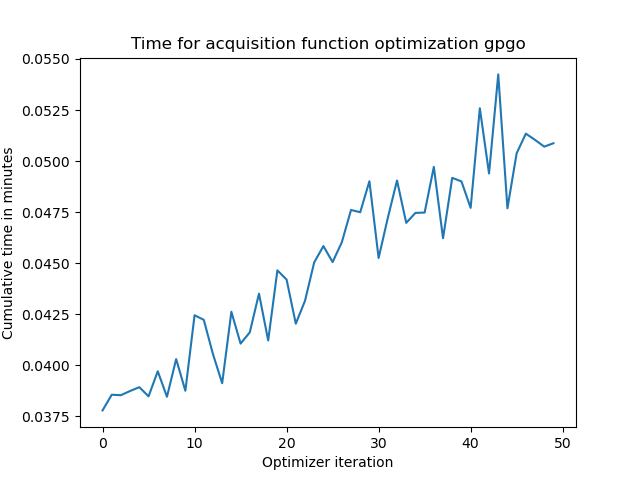 Time for acquisition function optimization gpgo
0.0550
0.0525
0.0500
0.0475
0.0450
0.0425
0.0400
0.0375
Cumulative time in minutes
0 10 20 30 40 50
Optimizer iteration